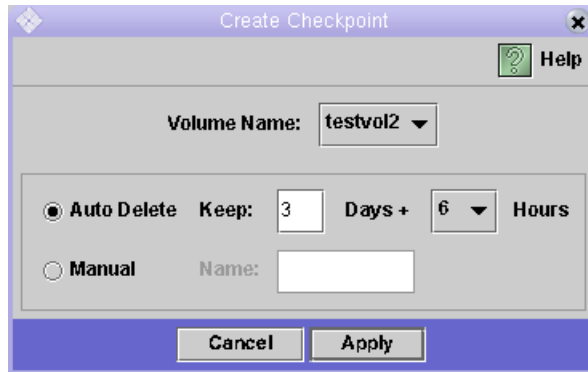 Create Checkpoint
Help
Volume Name: testvol2
Auto Delete Keep: 3 Days + 6 Hours
Manual Name:
Cancel Apply